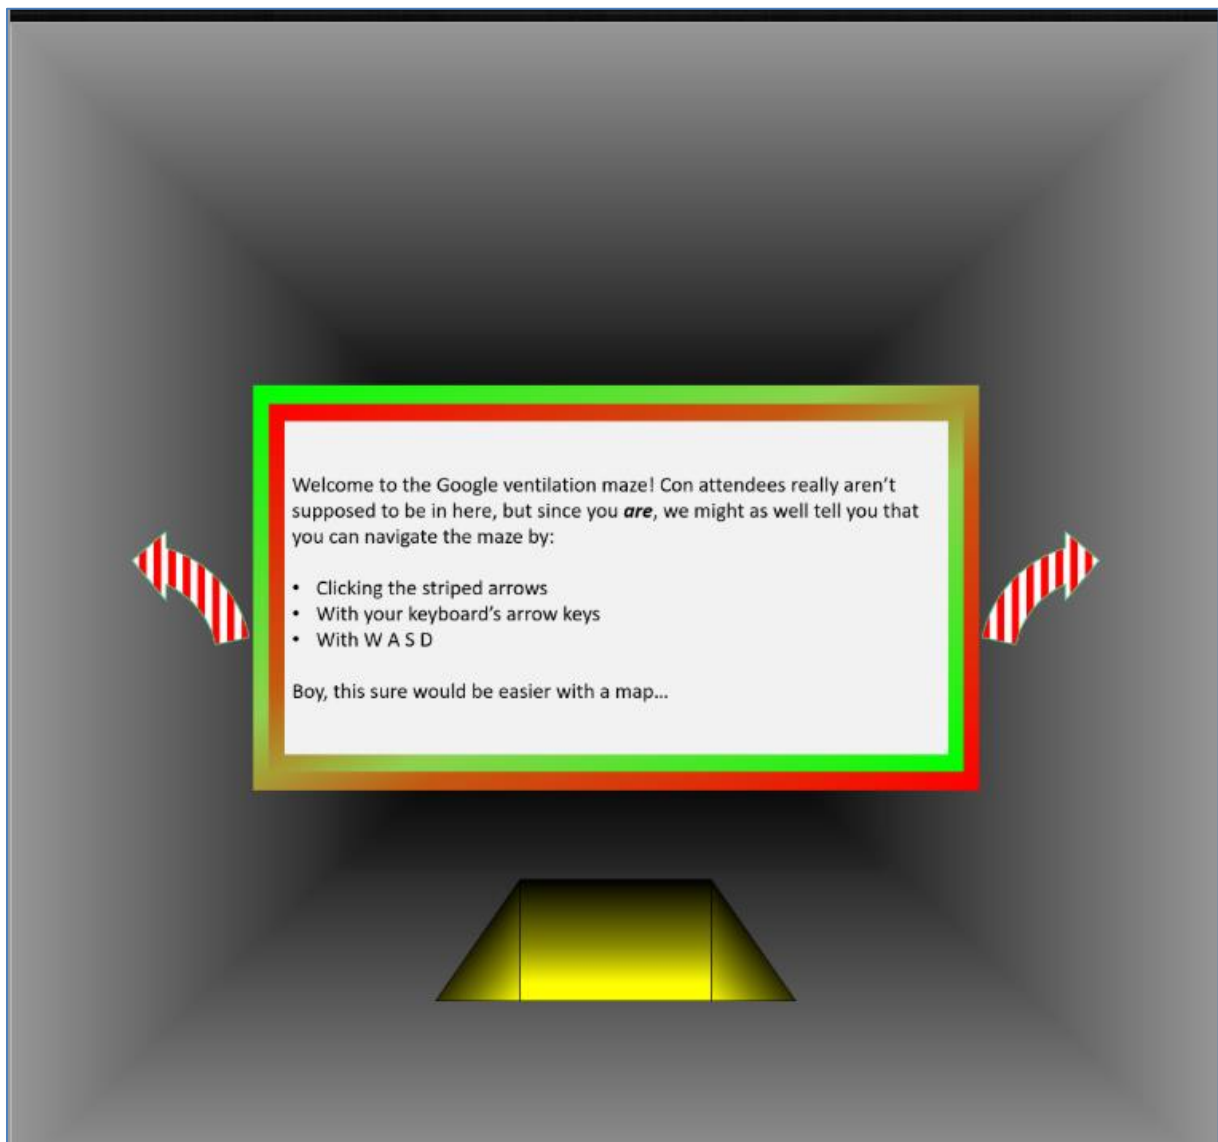 Welcome to the Google ventilation maze! Con attendees really aren’t
supposed to be in here, but since you are, we might as well tell you that
you can navigate the maze by:
• Clicking the striped arrows
• With your keyboard’s arrow keys
• With W A S D
Boy, this sure would be easier with a map…